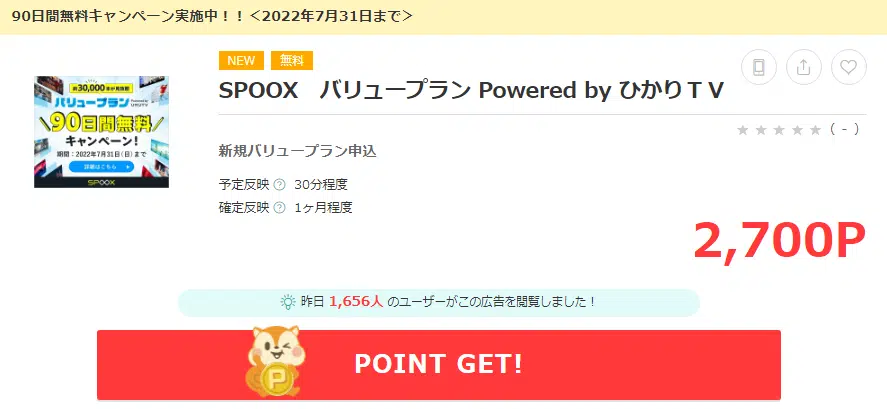 90日間無料キャンペーン実施中！！＜2022年7月31日まで＞
NEW 無料
SPOOX　バリュープラン Powered by ひかりＴＶ
約30,000本が見放題
バリュープラン Powered by ひかりTV
90日間無料
キャンペーン！
期間：2022年7月31日(日)まで
詳細はこちら
SPOOX
★★★★★ ( - )
新規バリュープラン申込
予定反映 ? 30分程度
確定反映 ? 1ヶ月程度
2,700P
昨日 1,656人 のユーザーがこの広告を閲覧しました！
POINT GET!
P